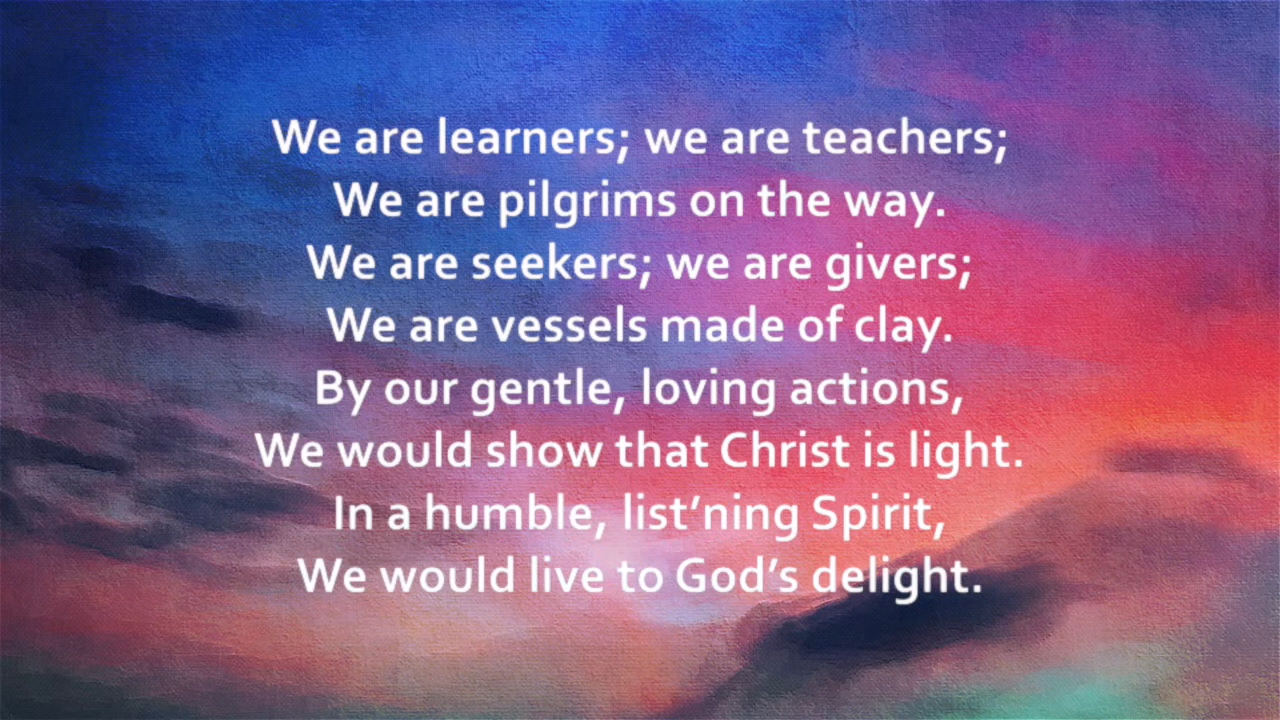 We are learners; we are teachers;
We are pilgrims on the way.
We are seekers; we are givers;
We are vessels made of clay.
By our gentle, loving actions,
We would show that Christ is light.
In a humble, list’ning Spirit,
We would live to God’s delight.